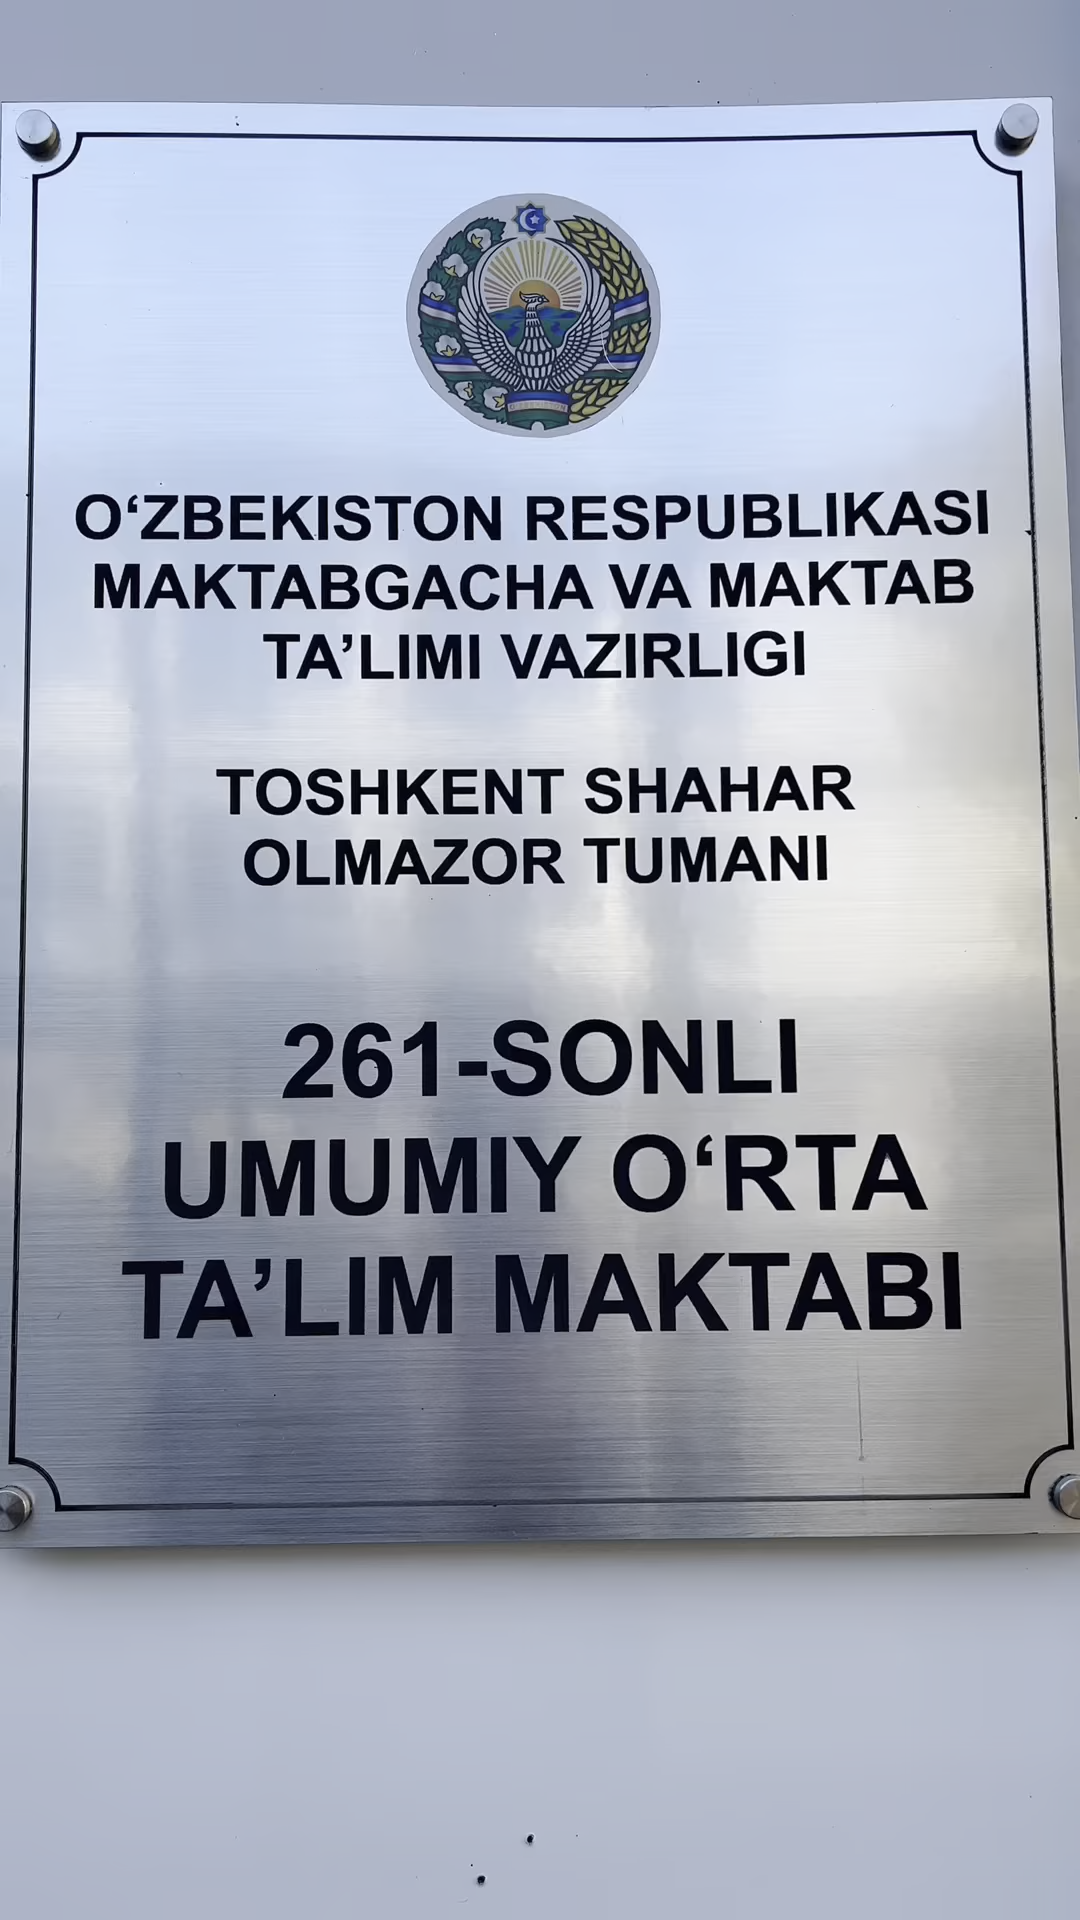 O‘ZBEKISTON
O‘ZBEKISTON RESPUBLIKASI
MAKTABGACHA VA MAKTAB
TA’LIMI VAZIRLIGI
TOSHKENT SHAHAR
OLMAZOR TUMANI
261-SONLI
UMUMIY O‘RTA
TA’LIM MAKTABI